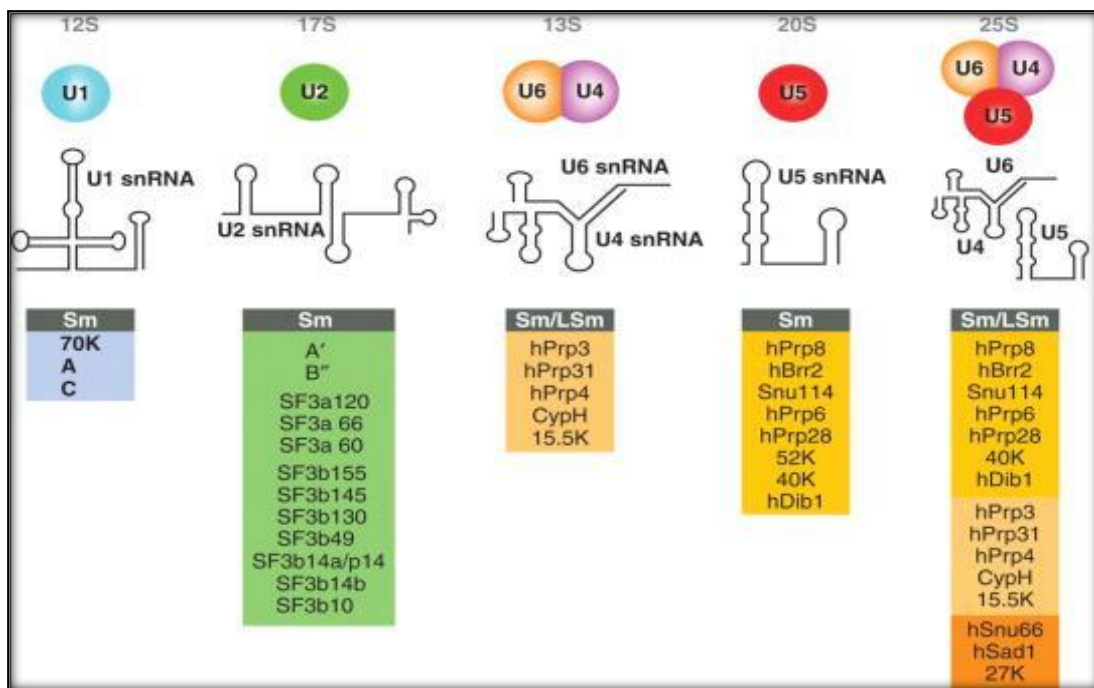 12S
17S
13S
20S
25S
U1
U2
U6 U4
U5
U6 U4
U5
U1 snRNA
U2 snRNA
U6 snRNA
U4 snRNA
U5 snRNA
U6
U4
U5
Sm
70K
A
C
Sm
A′
B″
SF3a120
SF3a 66
SF3a 60
SF3b155
SF3b145
SF3b130
SF3b49
SF3b14a/p14
SF3b14b
SF3b10
Sm/LSm
hPrp3
hPrp31
hPrp4
CypH
15.5K
Sm
hPrp8
hBrr2
Snu114
hPrp6
hPrp28
52K
40K
hDib1
Sm/LSm
hPrp8
hBrr2
Snu114
hPrp6
hPrp28
40K
hDib1
hPrp3
hPrp31
hPrp4
CypH
15.5K
hSnu66
hSad1
27K